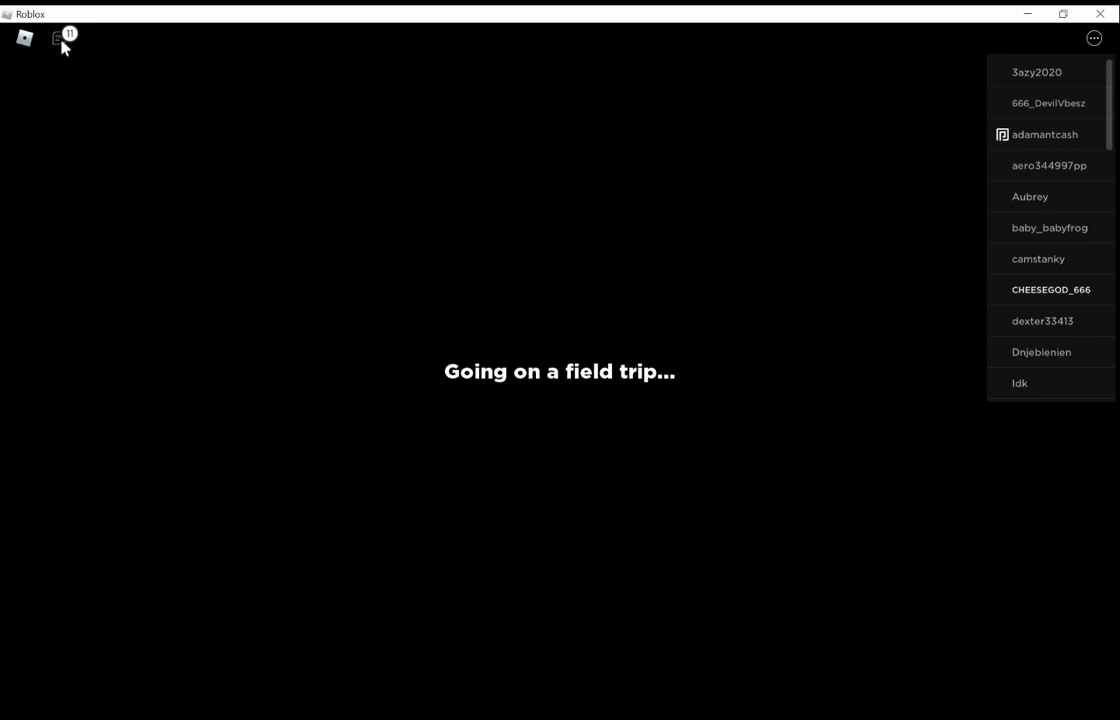 Roblox
11
3azy2020
666_DevilVbesz
adamantcash
aero344997pp
Aubrey
baby_babyfrog
camstanky
CHEESEGOD_666
dexter33413
Dnjebienien
Idk
Going on a field trip...